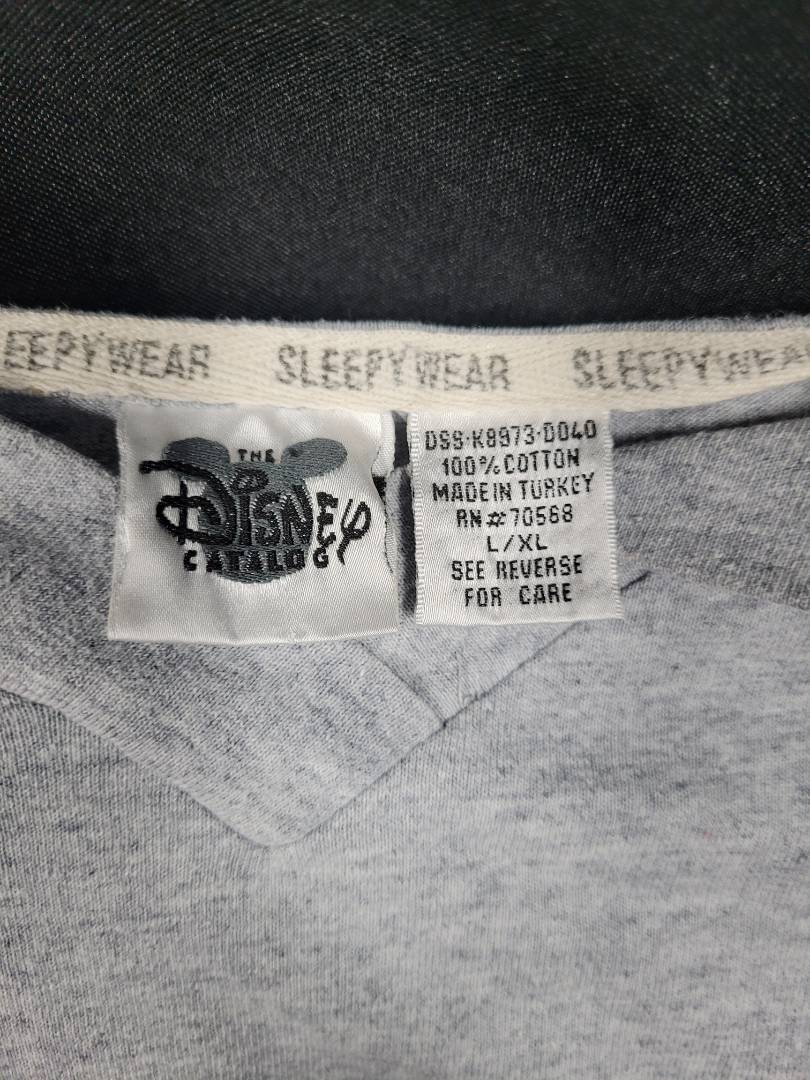 EEPYWEAR SLEEPYWEAR SLEEPYWEA
THE
DISNEY
CATALOG
DSS-K8973-D040
100% COTTON
MADE IN TURKEY
RN# 70568
L/XL
SEE REVERSE
FOR CARE